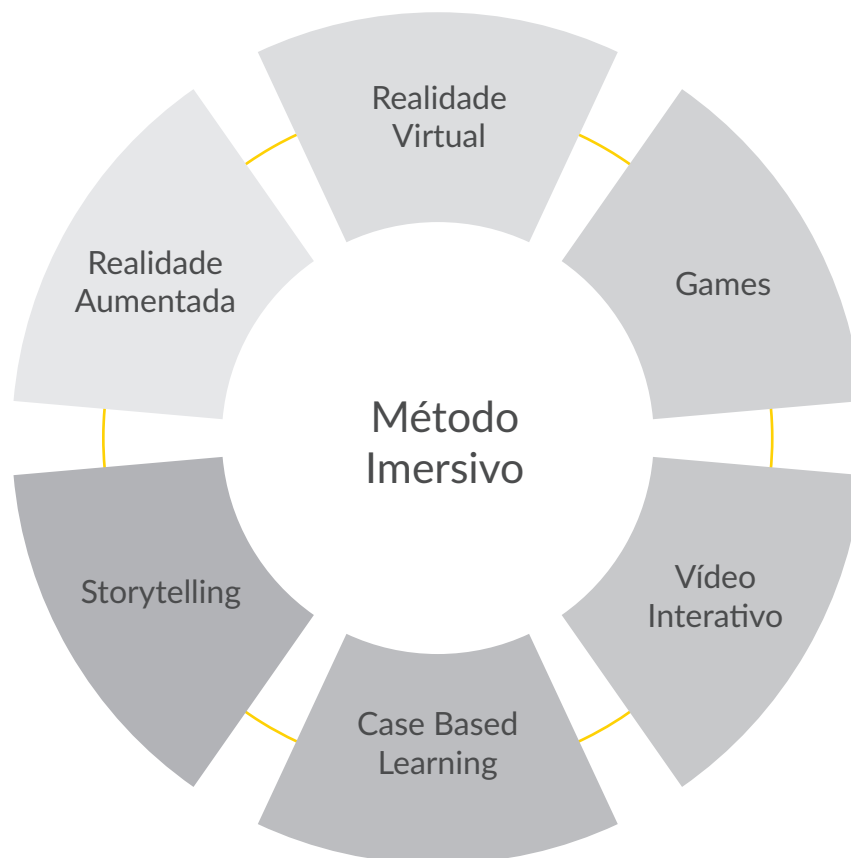 Realidade
Virtual
Games
Vídeo
Interativo
Case Based
Learning
Storytelling
Realidade
Aumentada
Método
Imersivo